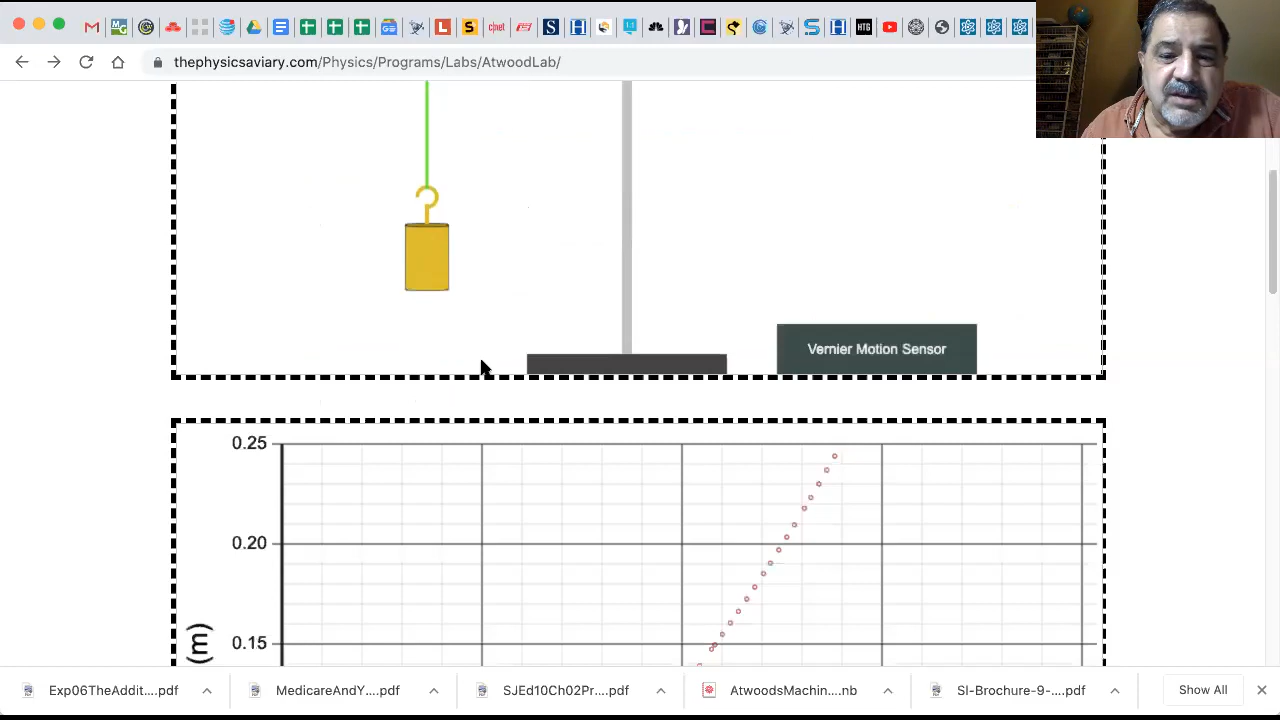 thephysicsaviary.com/Physics/Programs/Labs/AtwoodLab/
Vernier Motion Sensor
0.25
0.20
0.15
(m)
Exp06TheAddit....pdf
MedicareAndY....pdf
SJEd10Ch02Pr....pdf
AtwoodsMachin....nb
SI-Brochure-9-....pdf
Show All